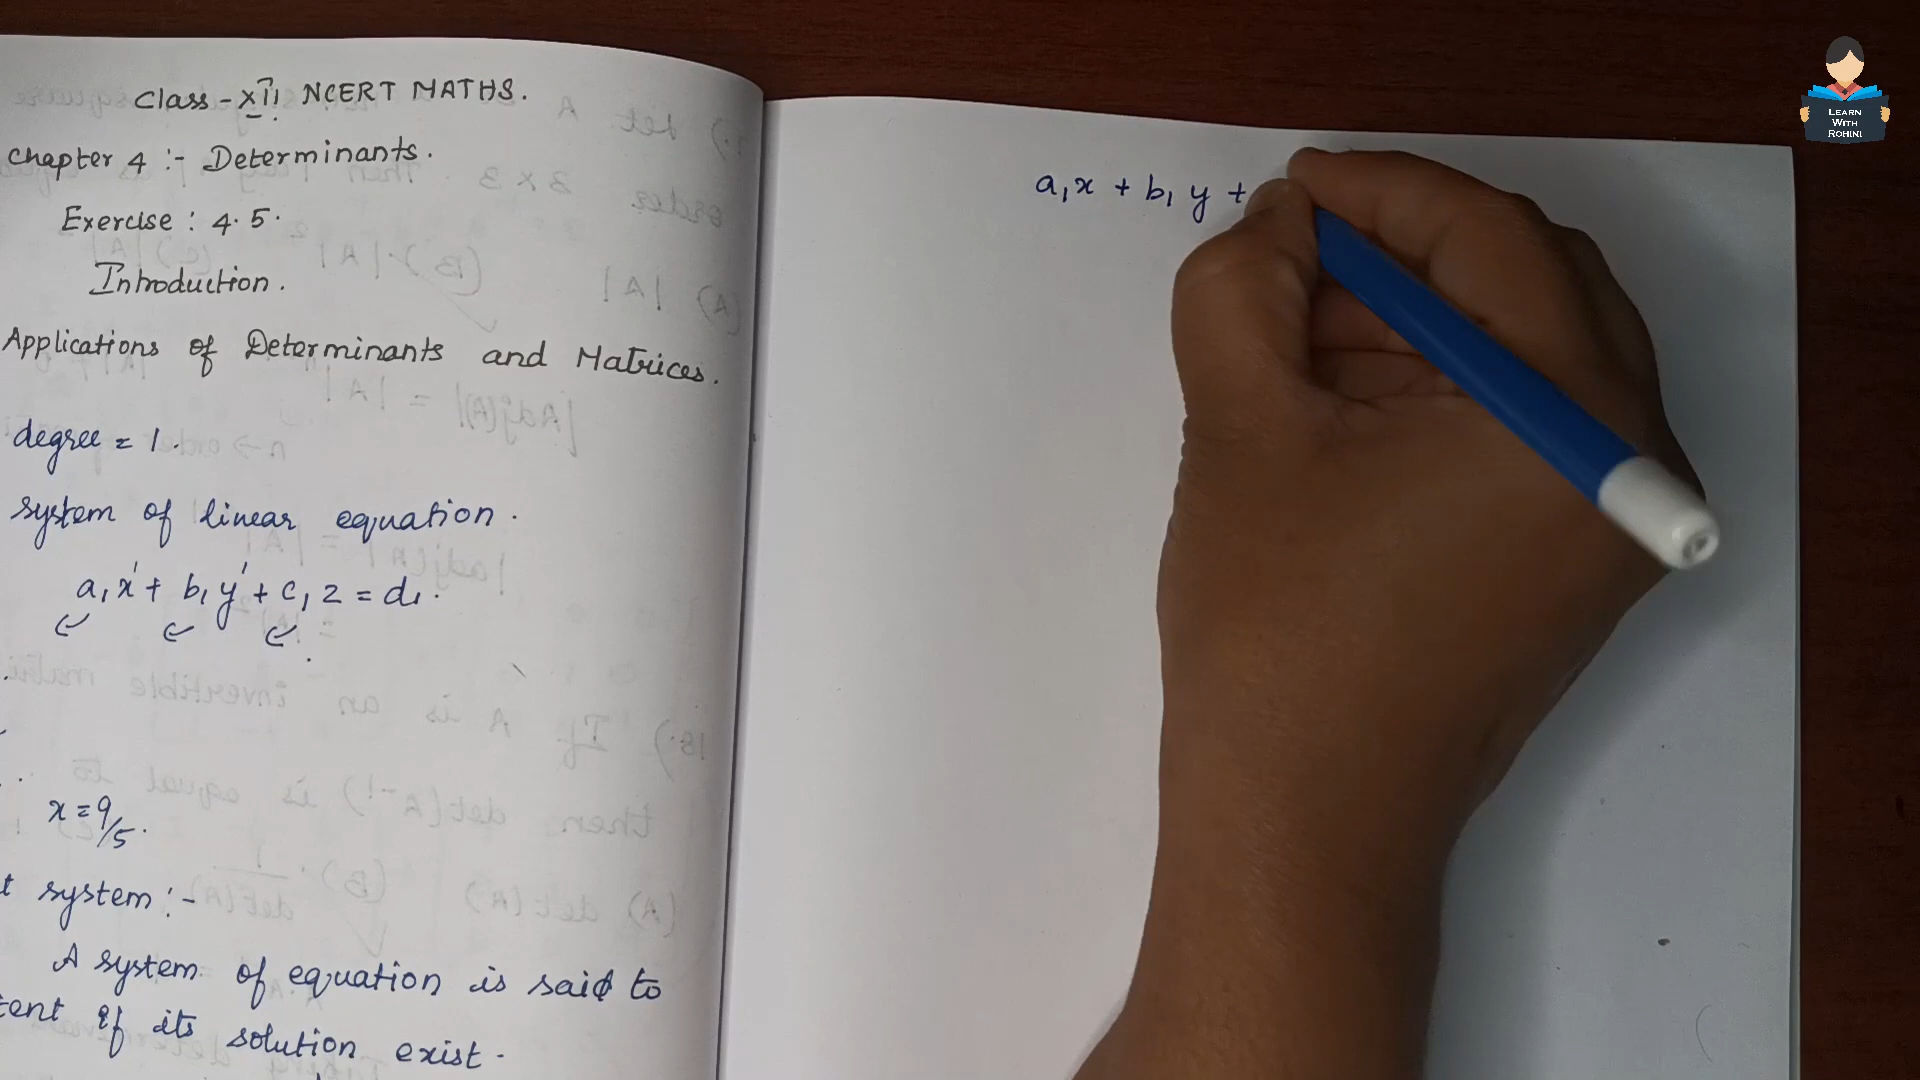 Class - XII NCERT MATHS.
Chapter 4 :- Determinants.
Exercise : 4.5.
Introduction.
Applications of Determinants and Matrices.
degree = 1.
system of linear equation.
a₁x¹ + b₁y¹ + c₁z = d₁.
x = 9/5.
t system :-
A system of equation is said to
tent if its solution exist.
a₁x + b₁y +
LEARN
WITH
ROHINI